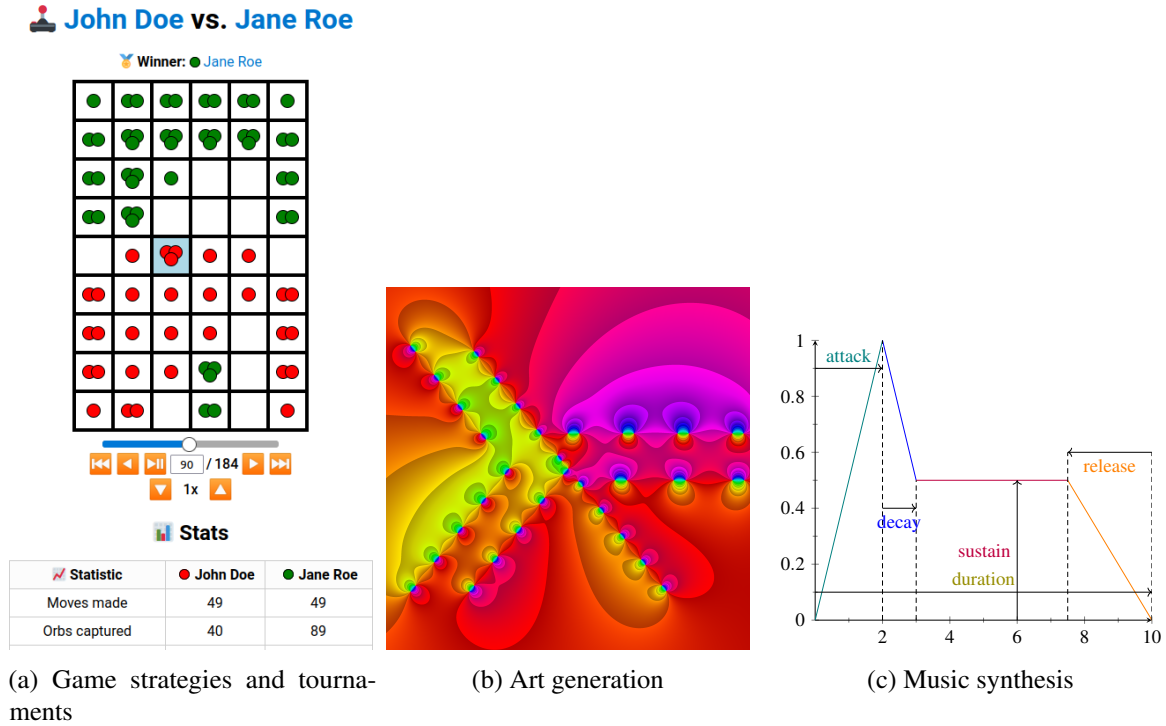 John Doe vs. Jane Roe
Winner: Jane Roe
90 / 184
1x
Stats
Statistic John Doe Jane Roe
Moves made 49 49
Orbs captured 40 89
(a) Game strategies and tourna-
ments
(b) Art generation
1
0.8
0.6
0.4
0.2
0
attack
decay
sustain
duration
release
2 4 6 8 10
(c) Music synthesis